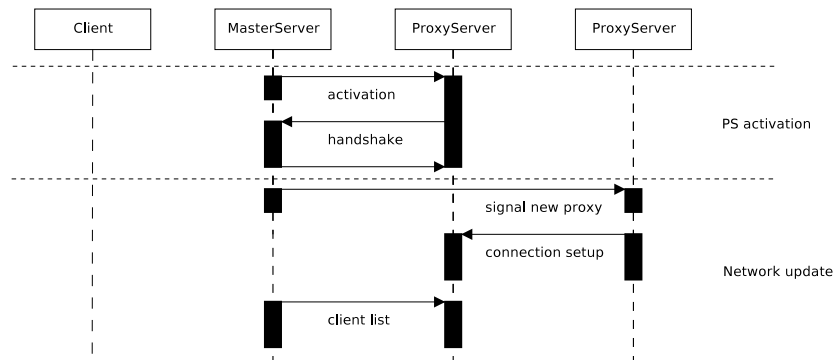 Client
MasterServer
ProxyServer
ProxyServer
activation
PS activation
handshake
signal new proxy
connection setup
Network update
client list